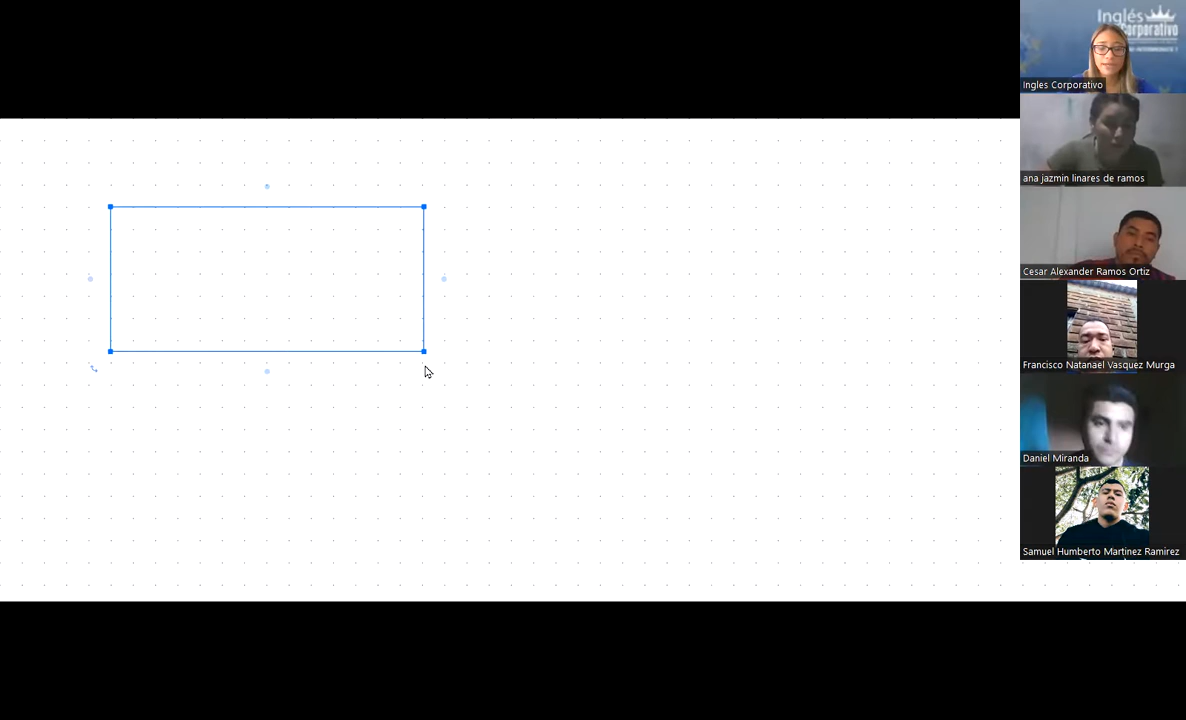 Inglés
Corporativo
Ingles Corporativo
ana jazmin linares de ramos
Cesar Alexander Ramos Ortiz
Francisco Natanael Vasquez Murga
Daniel Miranda
Samuel Humberto Martinez Ramirez